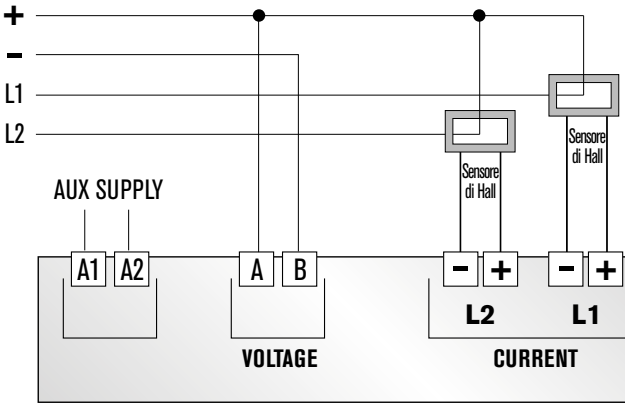 +
−
L1
L2
Sensore
di Hall
Sensore
di Hall
AUX SUPPLY
A1 A2 A B − + − +
L2 L1
VOLTAGE CURRENT